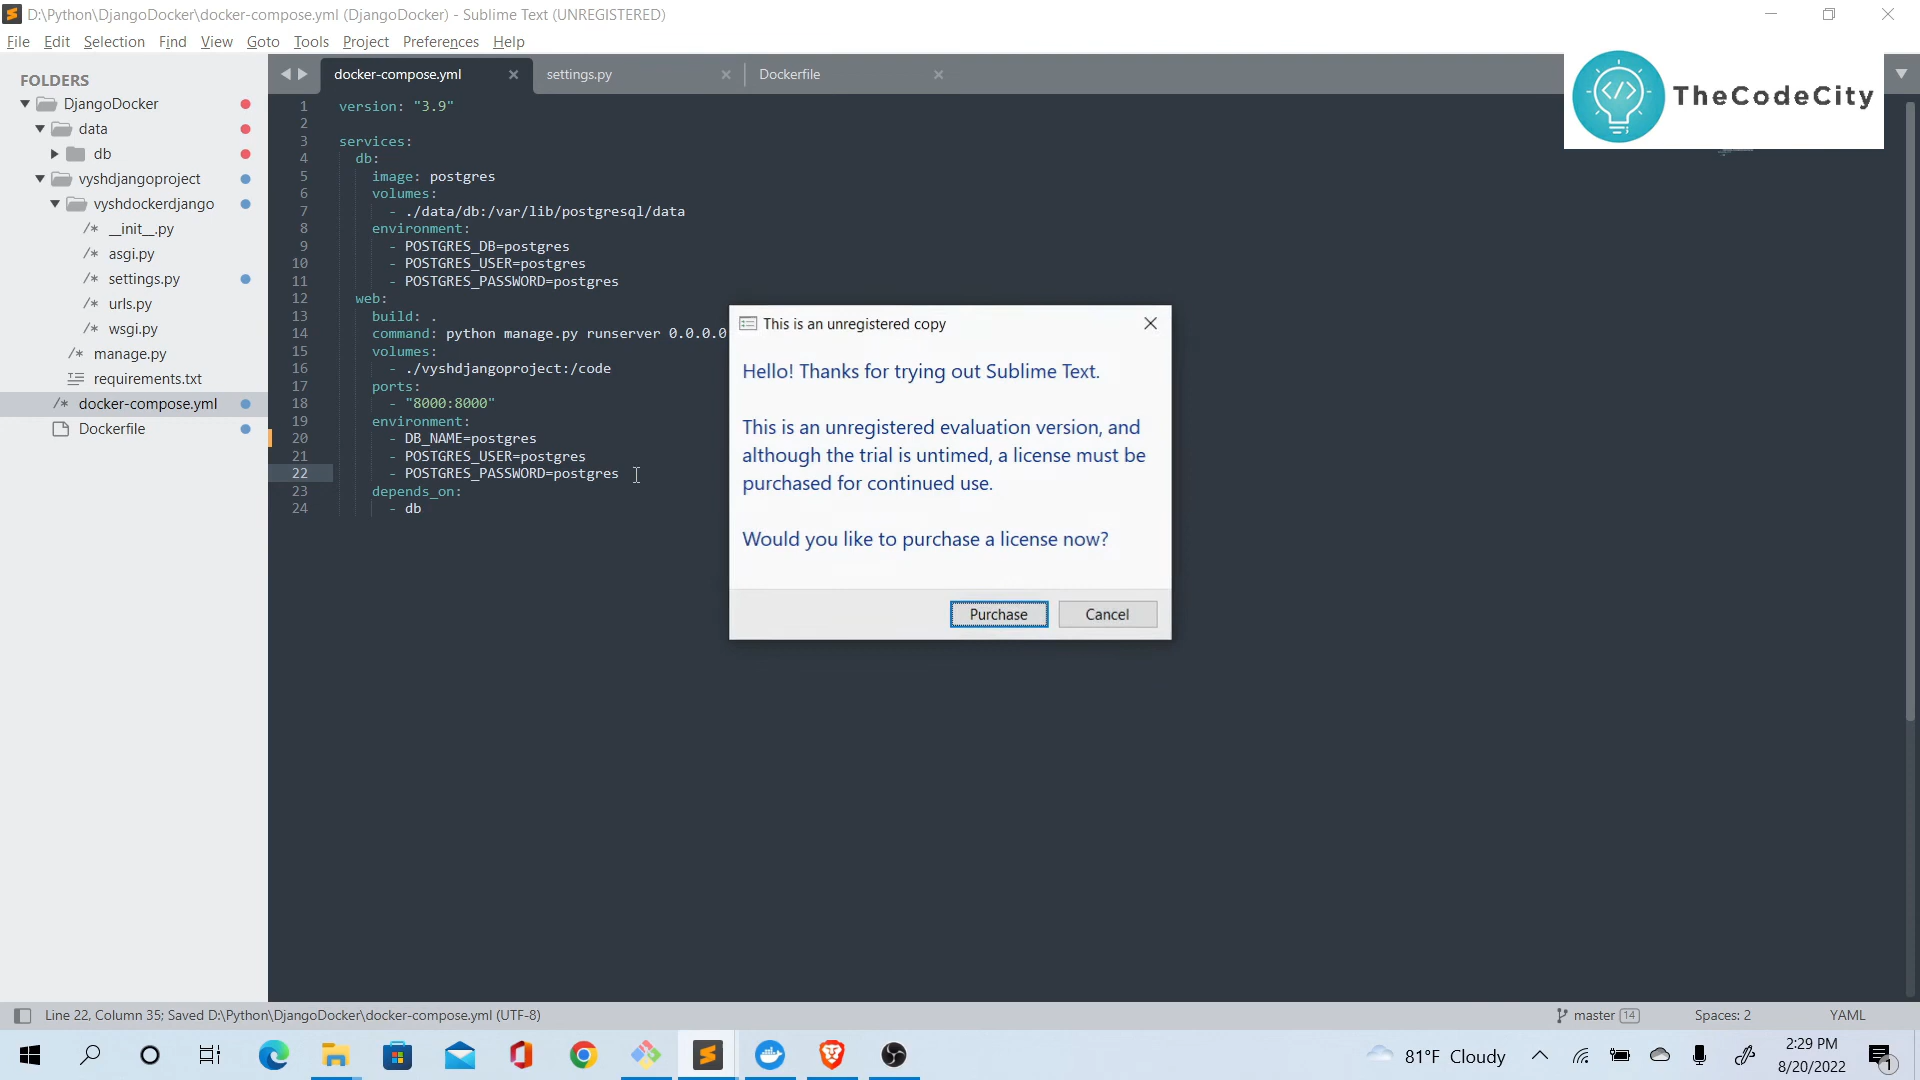 D:\Python\DjangoDocker\docker-compose.yml (DjangoDocker) - Sublime Text (UNREGISTERED)
File Edit Selection Find View Goto Tools Project Preferences Help
FOLDERS
DjangoDocker
data
db
vyshdjangoproject
vyshdockerdjango
/* __init__.py
/* asgi.py
/* settings.py
/* urls.py
/* wsgi.py
/* manage.py
requirements.txt
/* docker-compose.yml
Dockerfile
docker-compose.yml settings.py Dockerfile
TheCodeCity
1 version: "3.9"
2
3 services:
4 db:
5 image: postgres
6 volumes:
7 - ./data/db:/var/lib/postgresql/data
8 environment:
9 - POSTGRES_DB=postgres
10 - POSTGRES_USER=postgres
11 - POSTGRES_PASSWORD=postgres
12 web:
13 build: .
14 command: python manage.py runserver 0.0.0.0
15 volumes:
16 - ./vyshdjangoproject:/code
17 ports:
18 - "8000:8000"
19 environment:
20 - DB_NAME=postgres
21 - POSTGRES_USER=postgres
22 - POSTGRES_PASSWORD=postgres
23 depends_on:
24 - db
This is an unregistered copy
Hello! Thanks for trying out Sublime Text.
This is an unregistered evaluation version, and
although the trial is untimed, a license must be
purchased for continued use.
Would you like to purchase a license now?
Purchase Cancel
Line 22, Column 35; Saved D:\Python\DjangoDocker\docker-compose.yml (UTF-8)
master 14 Spaces: 2 YAML
81°F Cloudy
2:29 PM
8/20/2022
1